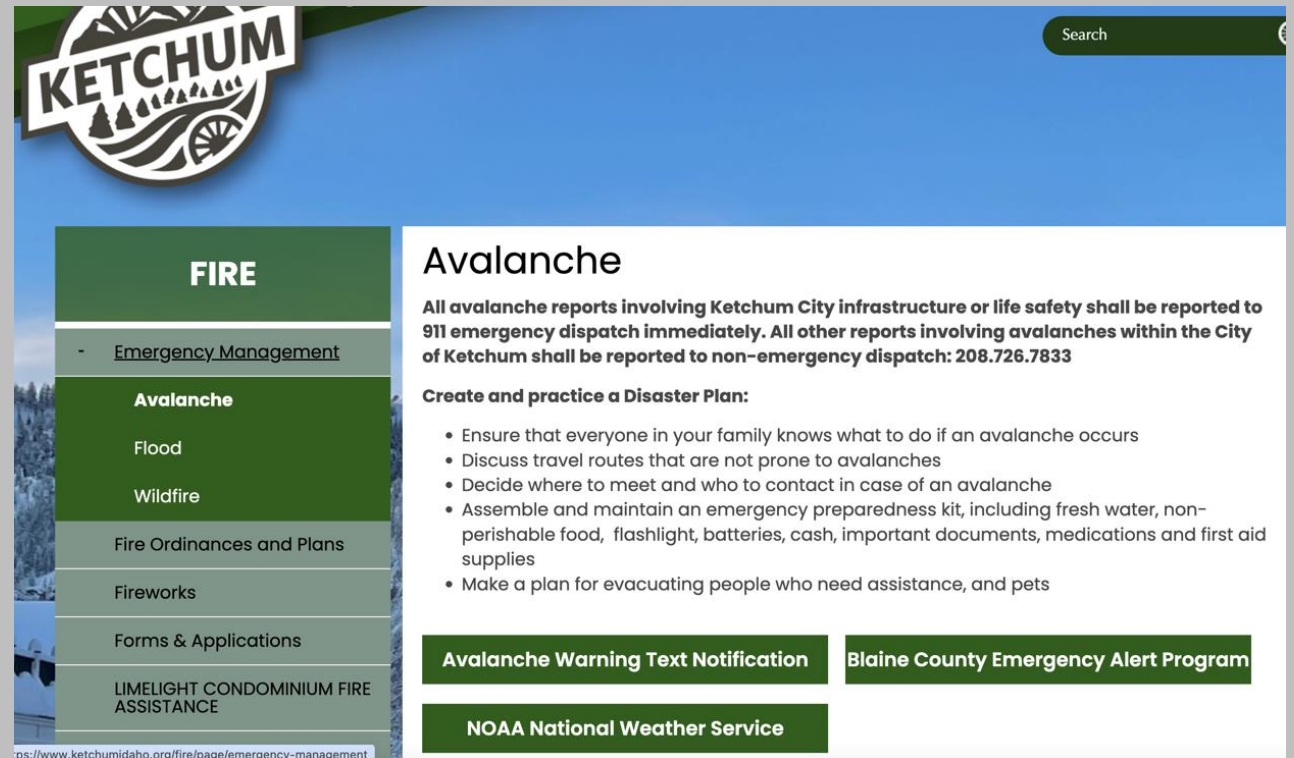 KETCHUM
Search
FIRE
- Emergency Management
Avalanche
Flood
Wildfire
Fire Ordinances and Plans
Fireworks
Forms & Applications
LIMELIGHT CONDOMINIUM FIRE
ASSISTANCE
Avalanche
All avalanche reports involving Ketchum City infrastructure or life safety shall be reported to
911 emergency dispatch immediately. All other reports involving avalanches within the City
of Ketchum shall be reported to non-emergency dispatch: 208.726.7833
Create and practice a Disaster Plan:
• Ensure that everyone in your family knows what to do if an avalanche occurs
• Discuss travel routes that are not prone to avalanches
• Decide where to meet and who to contact in case of an avalanche
• Assemble and maintain an emergency preparedness kit, including fresh water, non-
perishable food, flashlight, batteries, cash, important documents, medications and first aid
supplies
• Make a plan for evacuating people who need assistance, and pets
Avalanche Warning Text Notification
Blaine County Emergency Alert Program
NOAA National Weather Service
ps://www.ketchumidaho.org/fire/page/emergency-management